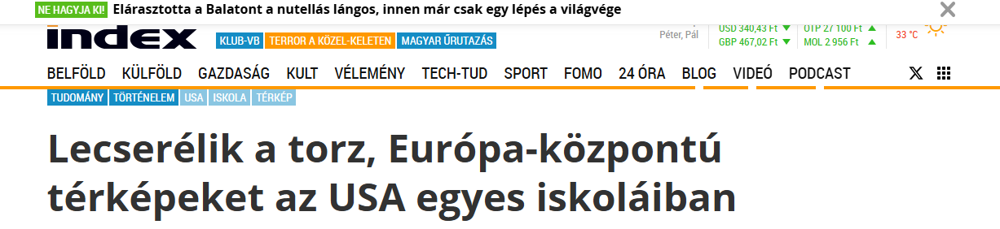 NE HAGYJA KI! Elárasztotta a Balatont a nutellás lángos, innen már csak egy lépés a világvége
index
KLUB-VB TERROR A KÖZEL-KELETEN MAGYAR ŰRUTAZÁS
Péter, Pál
USD 340,43 Ft
GBP 467,02 Ft
OTP 27 100 Ft
MOL 2 956 Ft
33 °C
BELFÖLD KÜLFÖLD GAZDASÁG KULT VÉLEMÉNY TECH-TUD SPORT FOMO 24 ÓRA BLOG VIDEÓ PODCAST X
TUDOMÁNY TÖRTÉNELEM USA ISKOLA TÉRKÉP
Lecserélik a torz, Európa-központú
térképeket az USA egyes iskoláiban